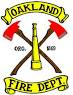 OAKLAND
ORG. 1869
FIRE DEPT.